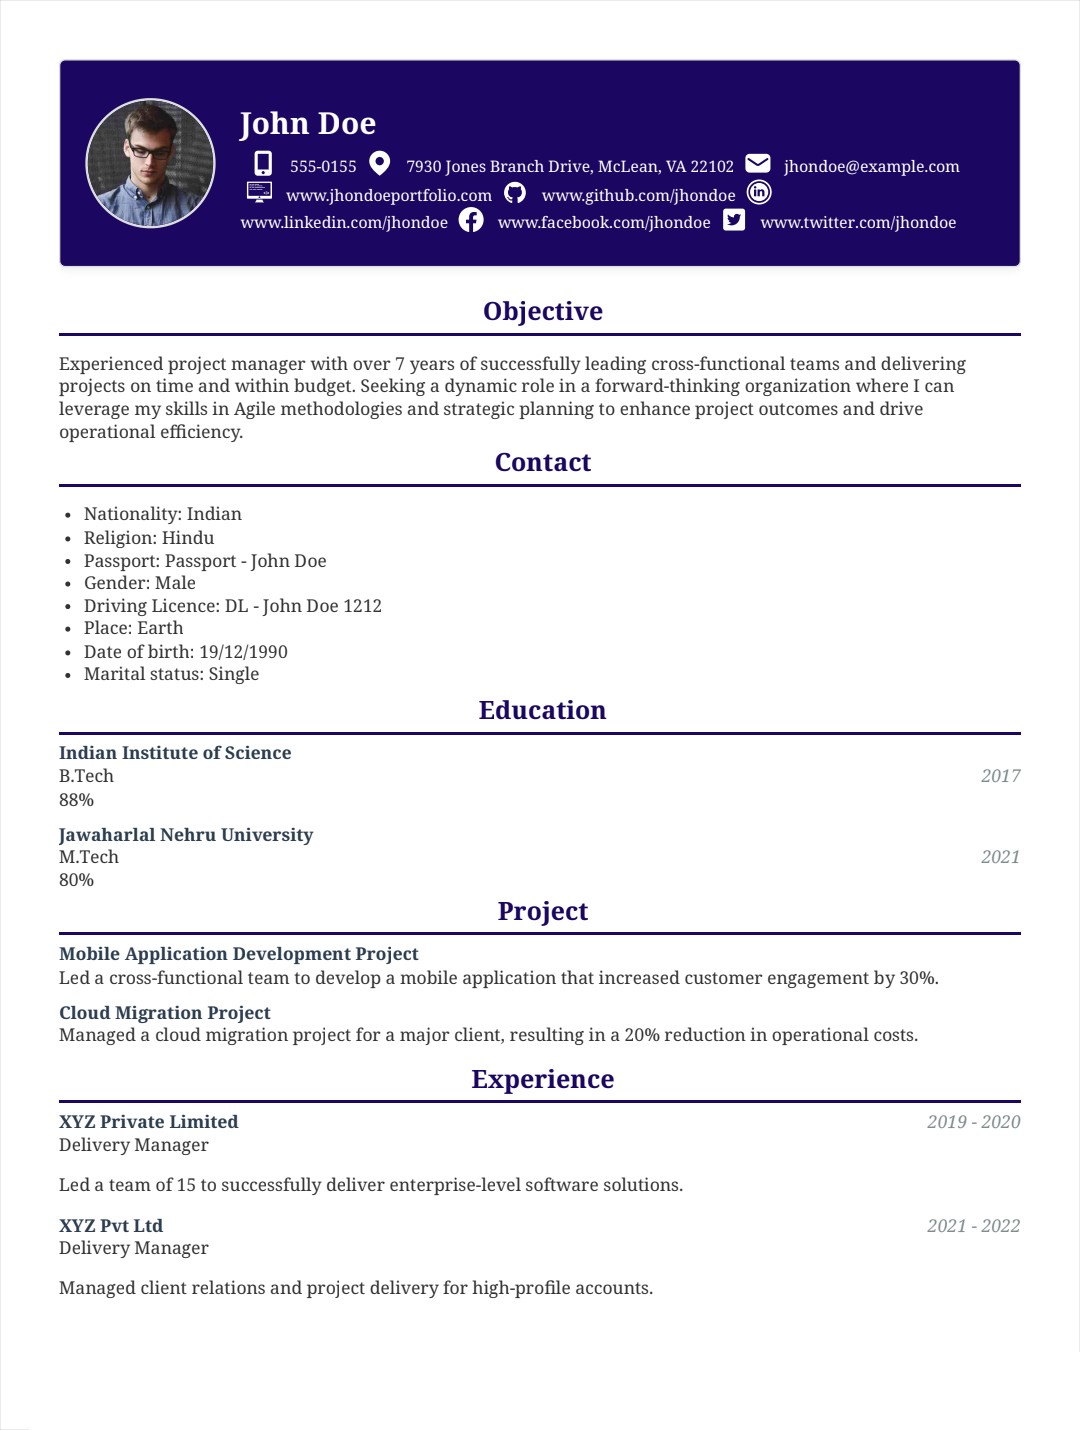 John Doe
555-0155 7930 Jones Branch Drive, McLean, VA 22102 jhondoe@example.com
www.jhondoeportfolio.com www.github.com/jhondoe
www.linkedin.com/jhondoe www.facebook.com/jhondoe www.twitter.com/jhondoe
Objective
Experienced project manager with over 7 years of successfully leading cross-functional teams and delivering
projects on time and within budget. Seeking a dynamic role in a forward-thinking organization where I can
leverage my skills in Agile methodologies and strategic planning to enhance project outcomes and drive
operational efficiency.
Contact
• Nationality: Indian
• Religion: Hindu
• Passport: Passport - John Doe
• Gender: Male
• Driving Licence: DL - John Doe 1212
• Place: Earth
• Date of birth: 19/12/1990
• Marital status: Single
Education
Indian Institute of Science
B.Tech 2017
88%
Jawaharlal Nehru University
M.Tech 2021
80%
Project
Mobile Application Development Project
Led a cross-functional team to develop a mobile application that increased customer engagement by 30%.
Cloud Migration Project
Managed a cloud migration project for a major client, resulting in a 20% reduction in operational costs.
Experience
XYZ Private Limited 2019 - 2020
Delivery Manager
Led a team of 15 to successfully deliver enterprise-level software solutions.
XYZ Pvt Ltd 2021 - 2022
Delivery Manager
Managed client relations and project delivery for high-profile accounts.